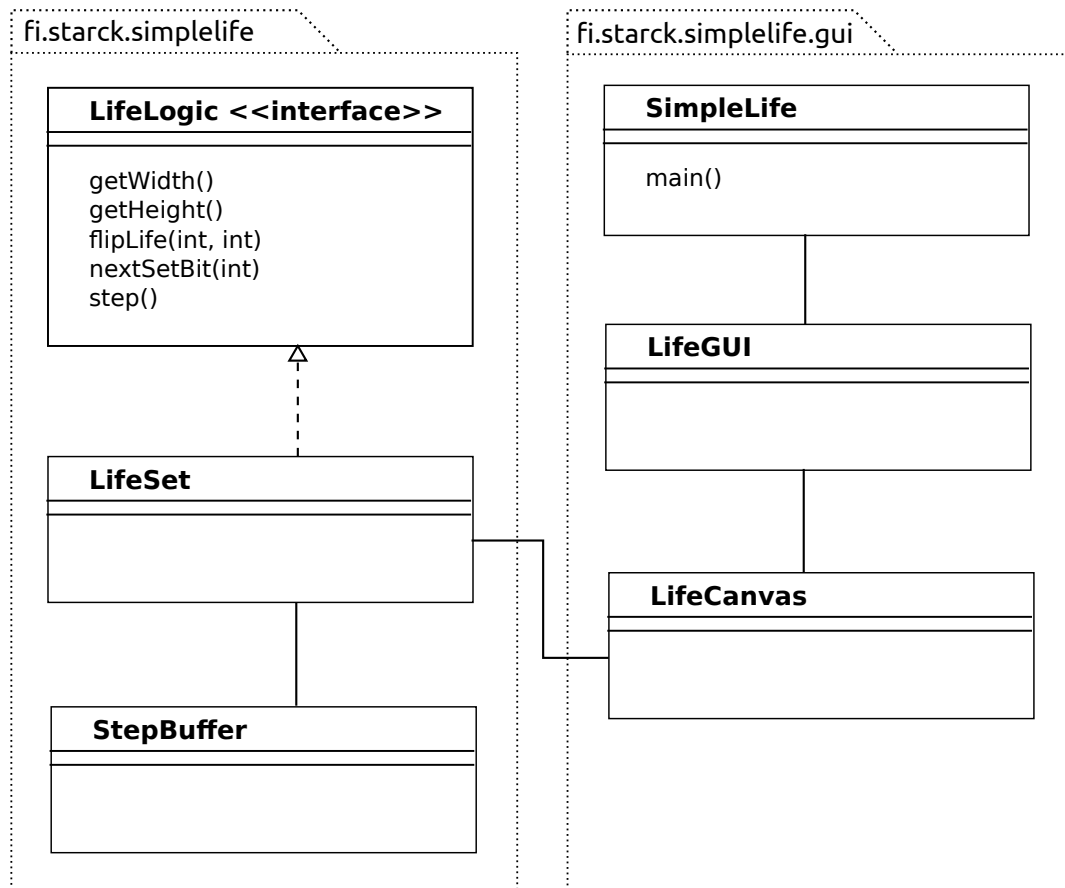 fi.starck.simplelife
LifeLogic <<interface>>
getWidth()
getHeight()
flipLife(int, int)
nextSetBit(int)
step()
LifeSet
StepBuffer
fi.starck.simplelife.gui
SimpleLife
main()
LifeGUI
LifeCanvas